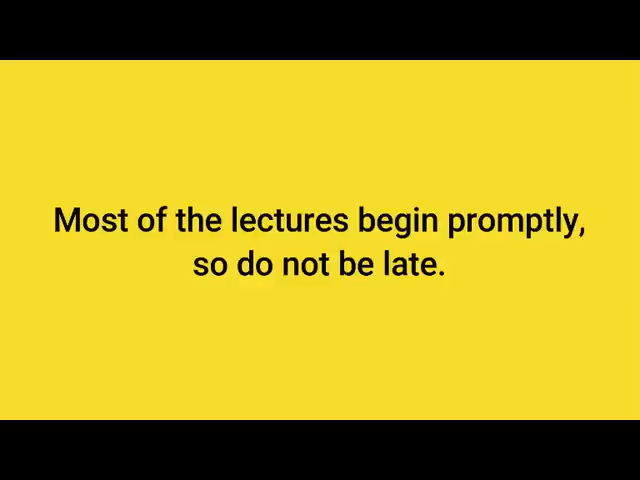 Most of the lectures begin promptly,
so do not be late.